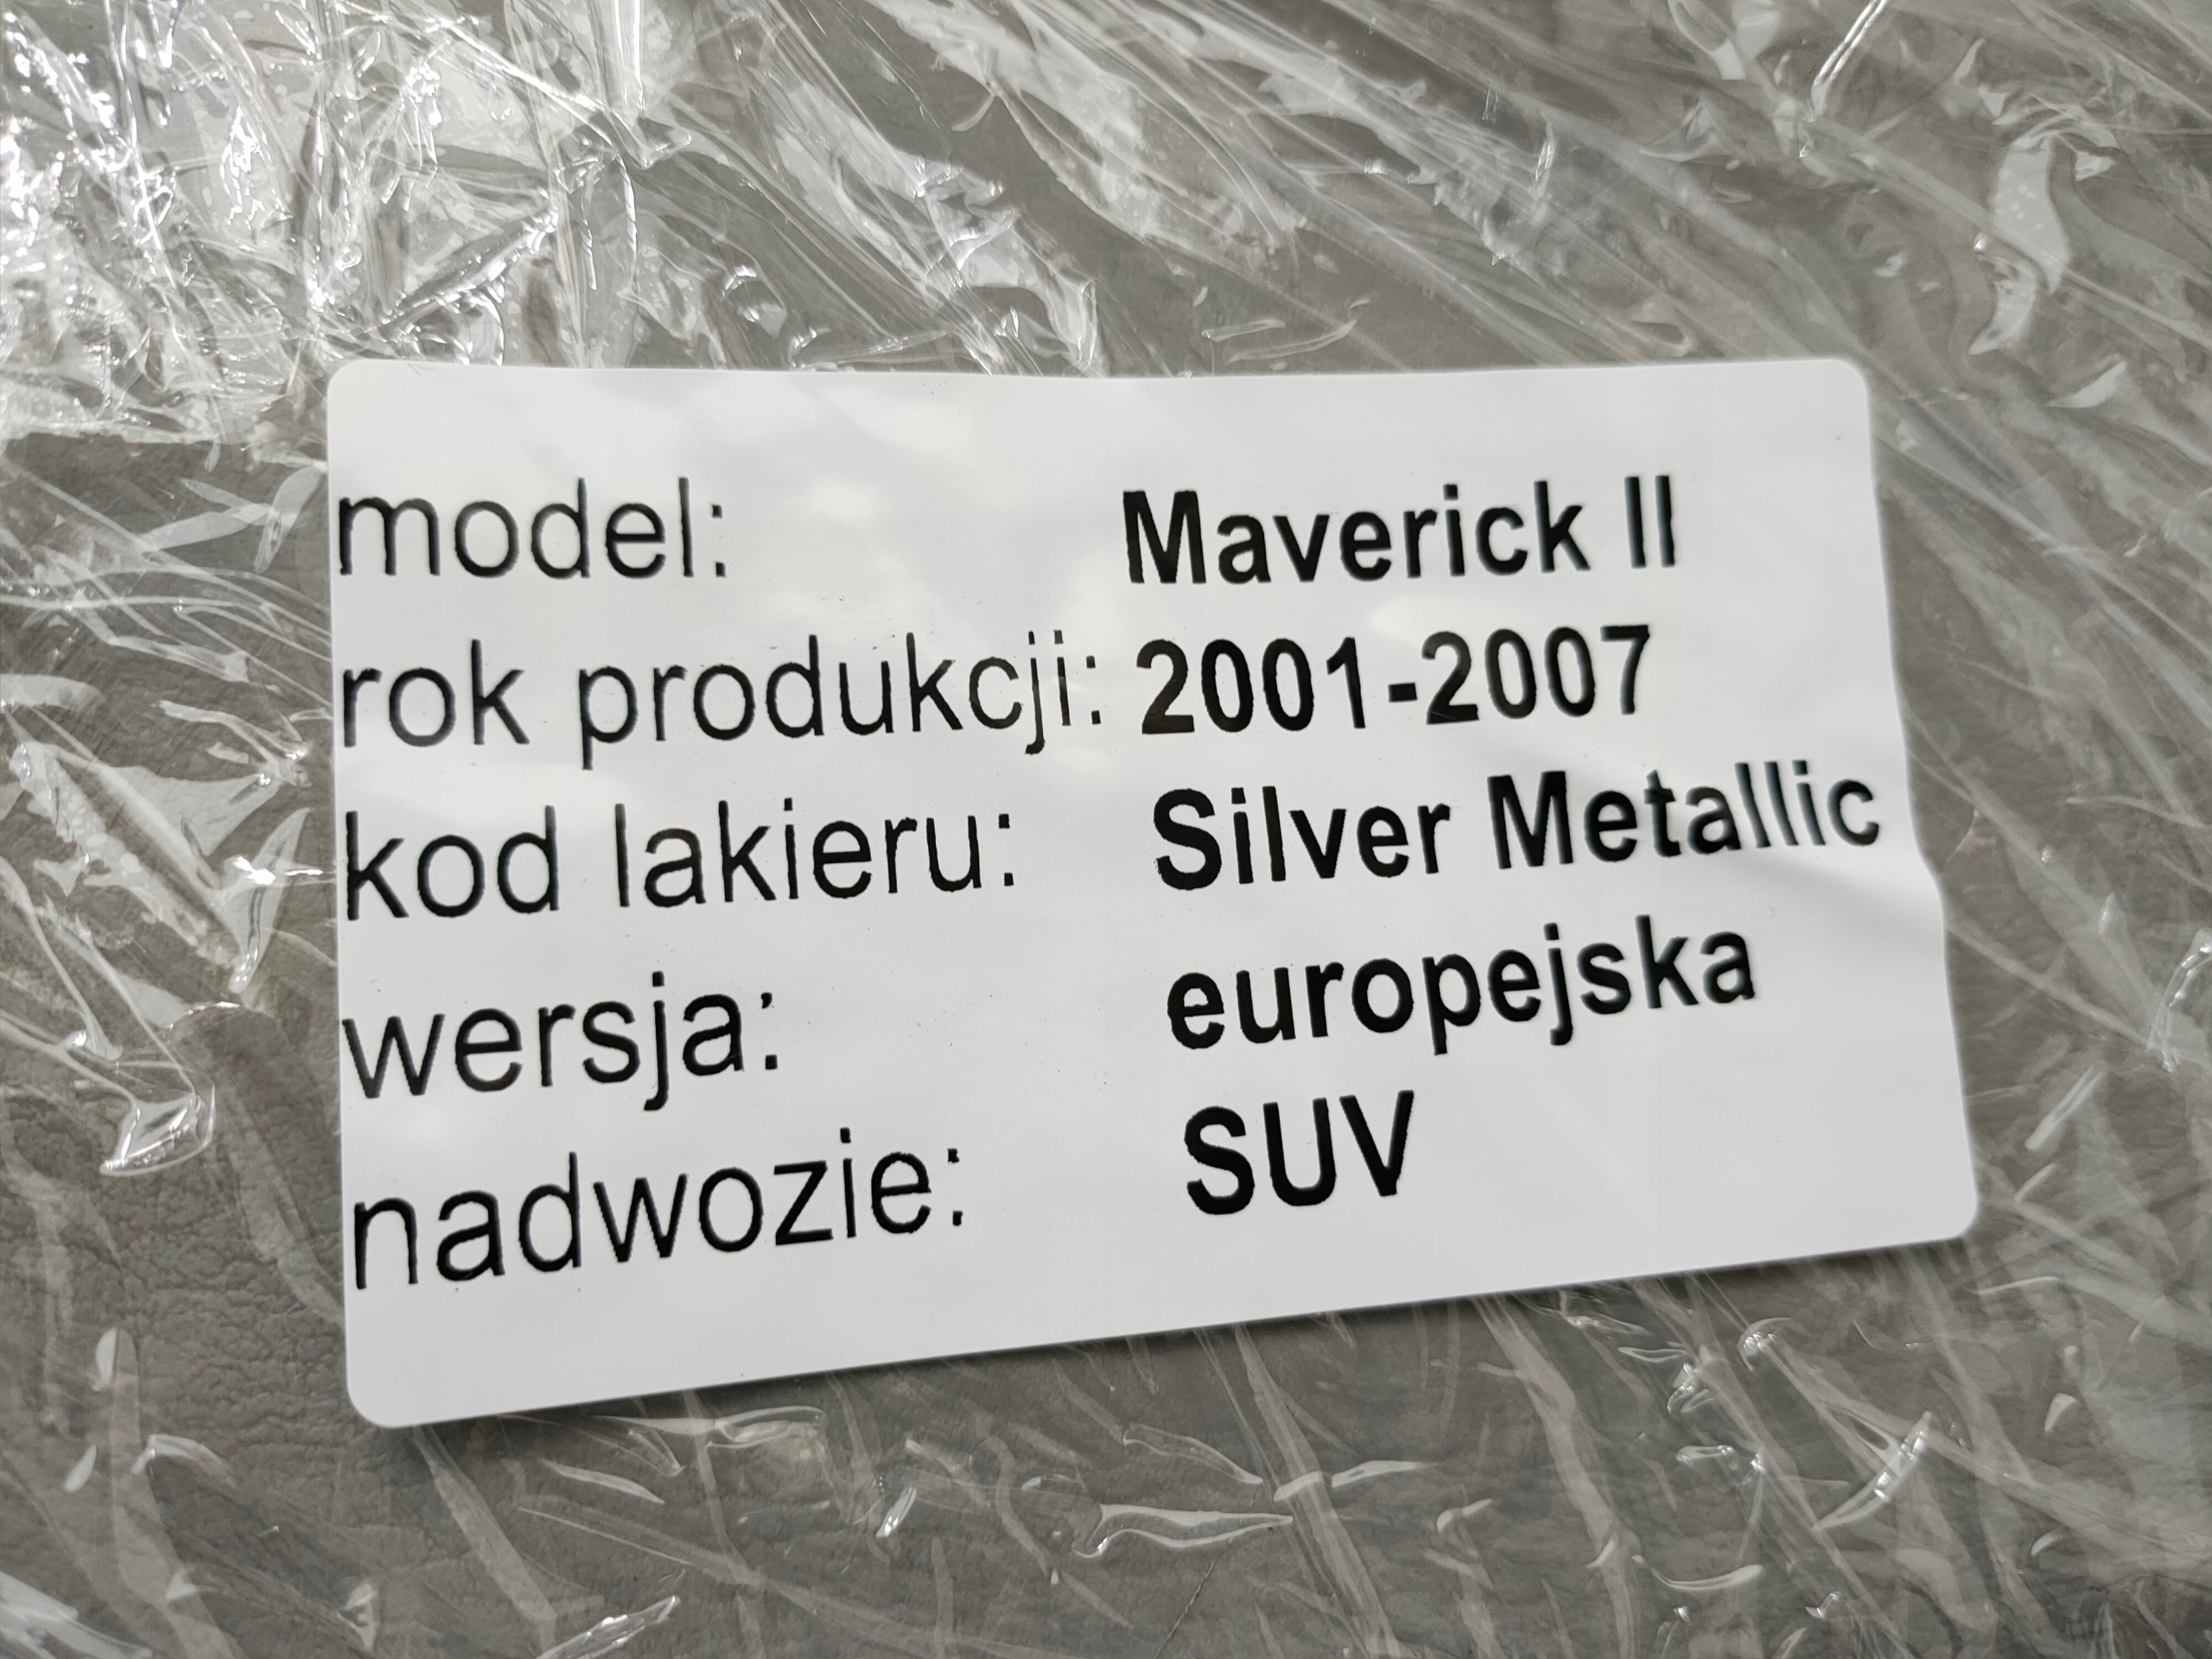 model: Maverick II
rok produkcji: 2001-2007
kod lakieru: Silver Metallic
wersja: europejska
nadwozie: SUV